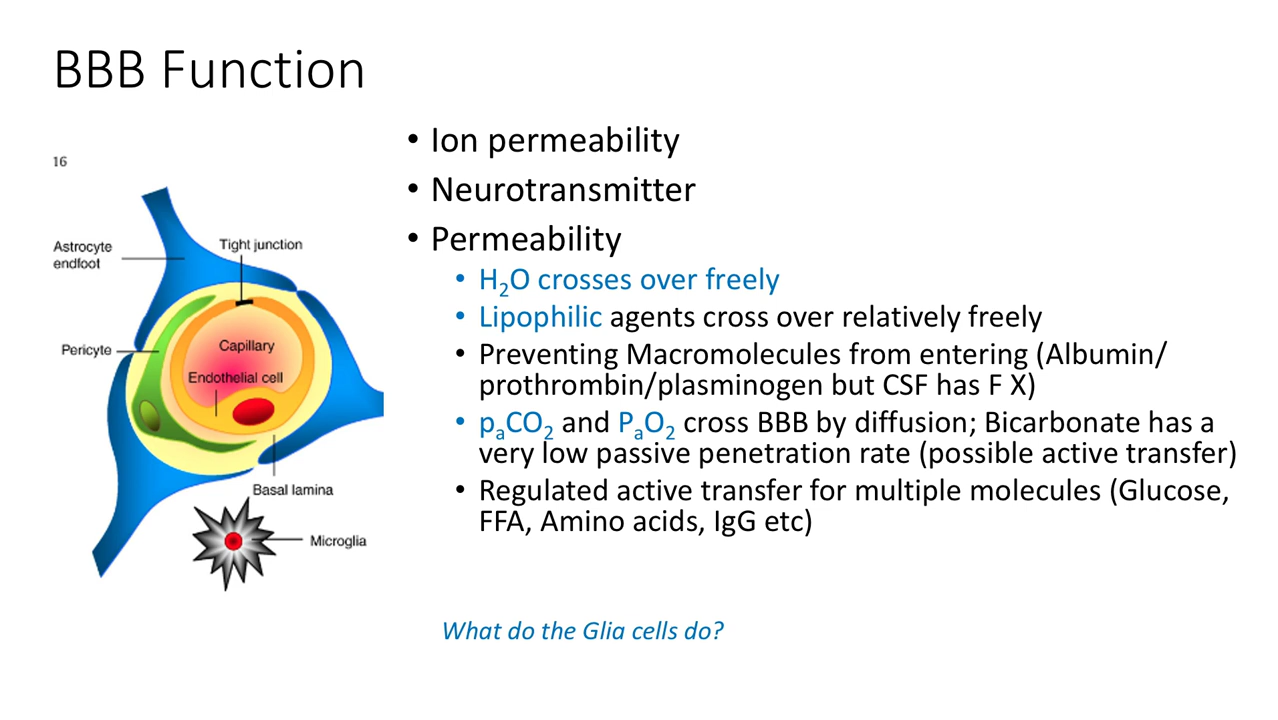 BBB Function
16
Astrocyte
endfoot
Tight junction
Pericyte
Capillary
Endothelial cell
Basal lamina
Microglia
• Ion permeability
• Neurotransmitter
• Permeability
• H₂O crosses over freely
• Lipophilic agents cross over relatively freely
• Preventing Macromolecules from entering (Albumin/
prothrombin/plasminogen but CSF has F X)
• pₐCO₂ and PₐO₂ cross BBB by diffusion; Bicarbonate has a
very low passive penetration rate (possible active transfer)
• Regulated active transfer for multiple molecules (Glucose,
FFA, Amino acids, IgG etc)
What do the Glia cells do?